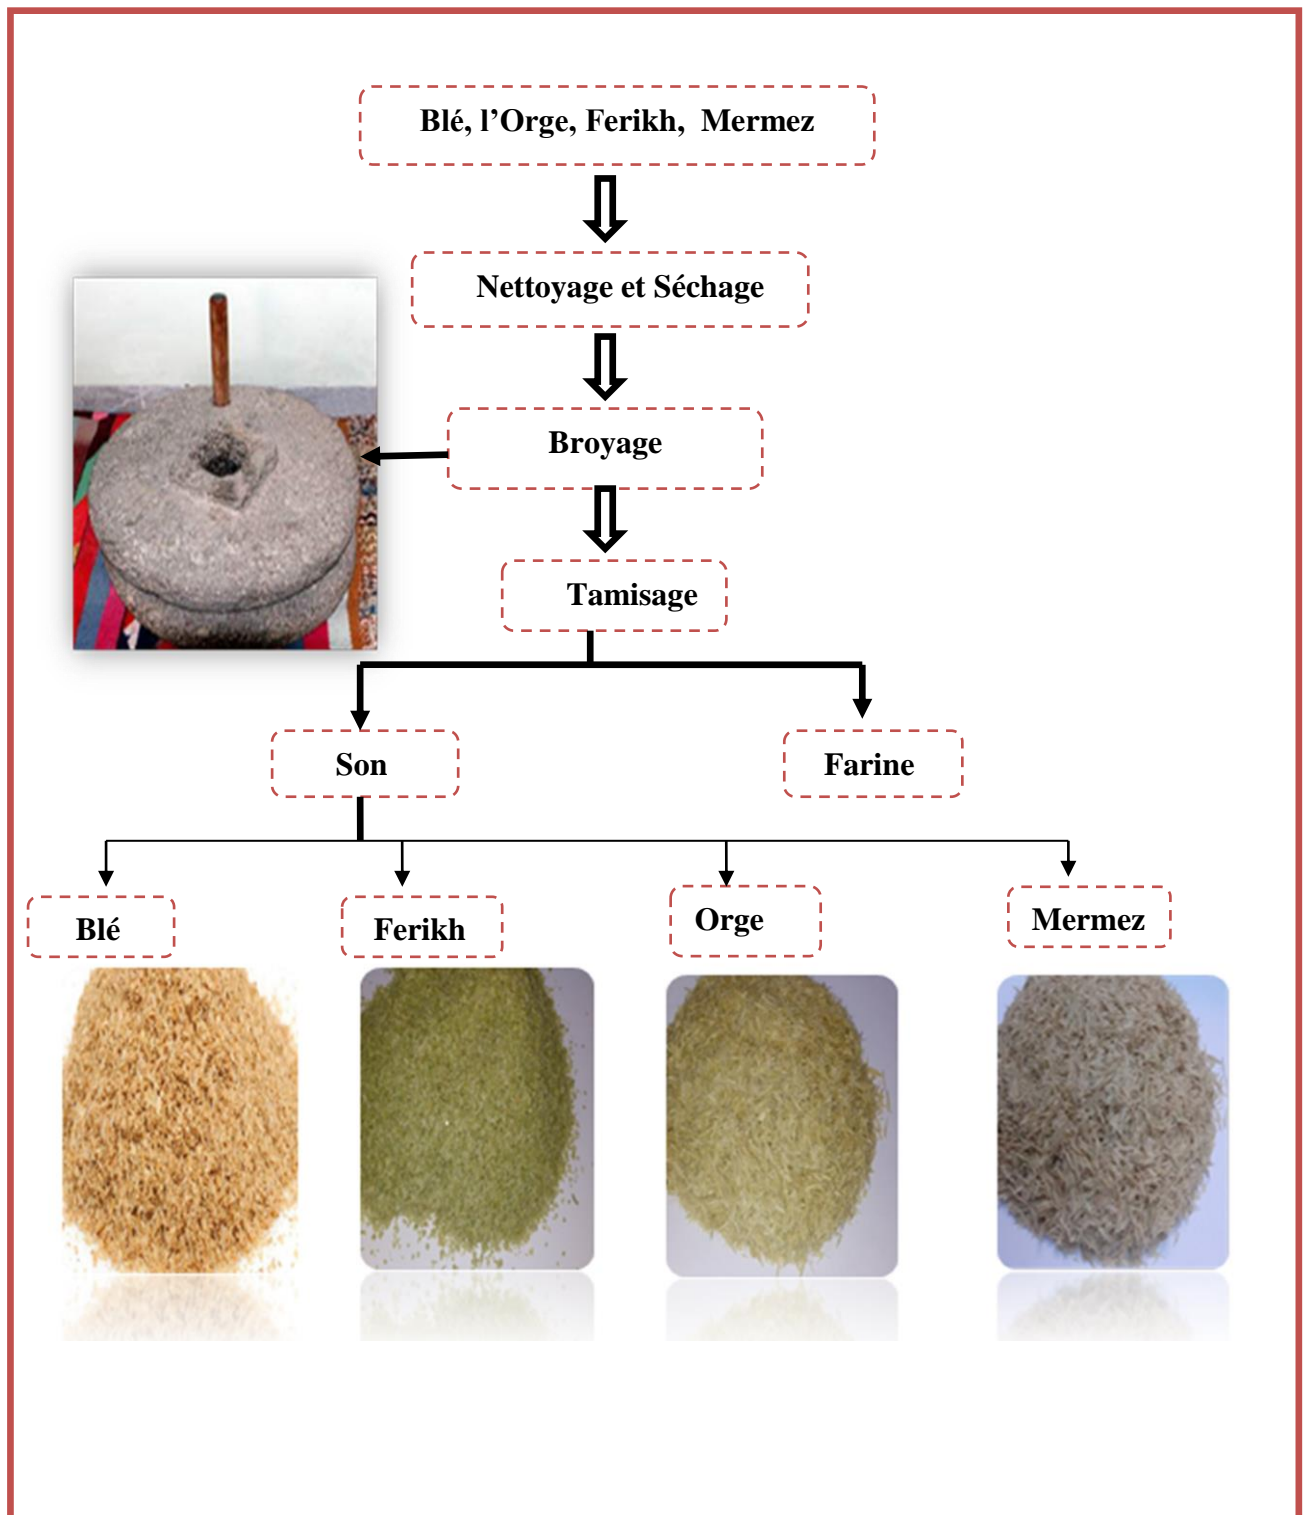 Blé, l’Orge, Ferikh, Mermez
Nettoyage et Séchage
Broyage
Tamisage
Son
Farine
Blé
Ferikh
Orge
Mermez